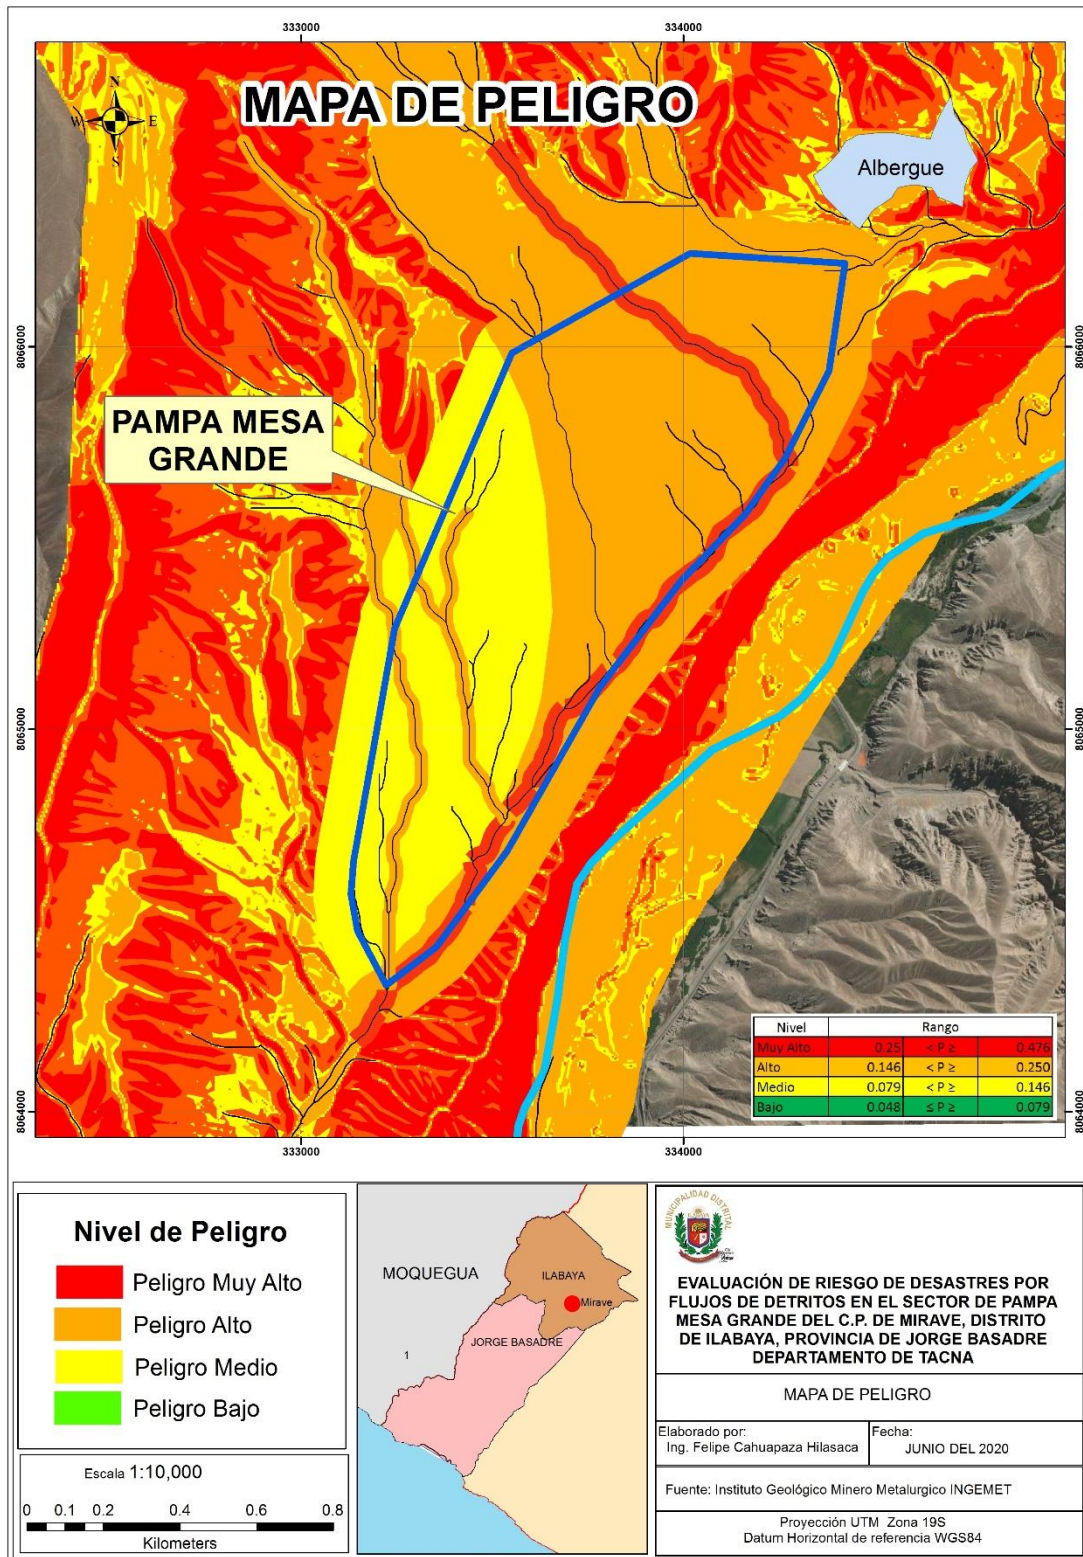 333000
334000
MAPA DE PELIGRO
N
W
E
S
Albergue
8066000
8066000
PAMPA MESA
GRANDE
8065000
8065000
Nivel Rango
Muy Alto 0.25 < P ≥ 0.476
Alto 0.146 < P ≥ 0.250
Medio 0.079 < P ≥ 0.146
Bajo 0.048 ≤ P ≥ 0.079
8064000
8064000
333000
334000
Nivel de Peligro
Peligro Muy Alto
Peligro Alto
Peligro Medio
Peligro Bajo
Escala 1:10,000
0 0.1 0.2 0.4 0.6 0.8
Kilometers
MOQUEGUA
ILABAYA
Mirave
JORGE BASADRE
1
MUNICIPALIDAD DISTRITAL
EVALUACIÓN DE RIESGO DE DESASTRES POR
FLUJOS DE DETRITOS EN EL SECTOR DE PAMPA
MESA GRANDE DEL C.P. DE MIRAVE, DISTRITO
DE ILABAYA, PROVINCIA DE JORGE BASADRE
DEPARTAMENTO DE TACNA
MAPA DE PELIGRO
Elaborado por:
Ing. Felipe Cahuapaza Hilasaca
Fecha:
JUNIO DEL 2020
Fuente: Instituto Geológico Minero Metalurgico INGEMET
Proyección UTM Zona 19S
Datum Horizontal de referencia WGS84